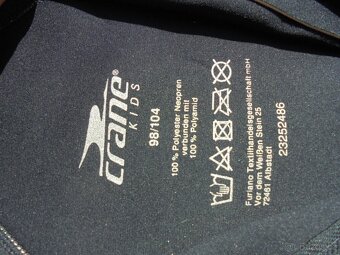 crane®
KIDS
98/104
100 % Polyester Neopren
verbunden mit
100 % Polyamid
Furiano Textilhandelsgesellschaft mbH
Vor dem Weißen Stein 25
72461 Albstadt
23252486